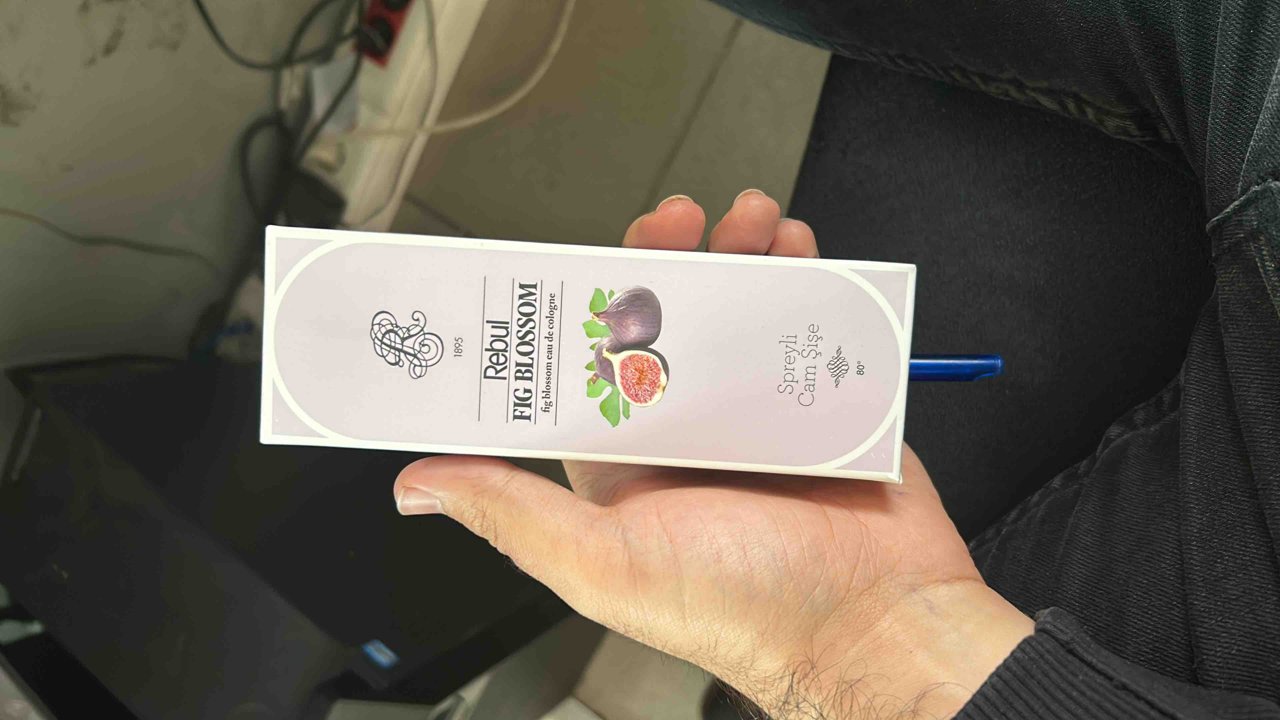 1895
Rebul
FIG BLOSSOM
fig blossom eau de cologne
Spreyli
Cam Şişe
80°